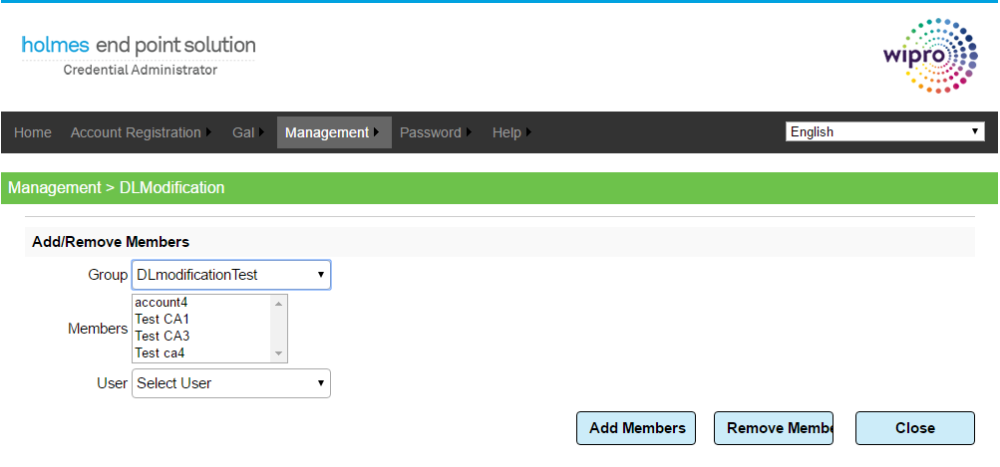 holmes end point solution
Credential Administrator
wipro
Home Account Registration Gal Management Password Help English
Management > DLModification
Add/Remove Members
Group DLmodificationTest
account4
Test CA1
Members
Test CA3
Test ca4
User Select User
Add Members Remove Membe Close